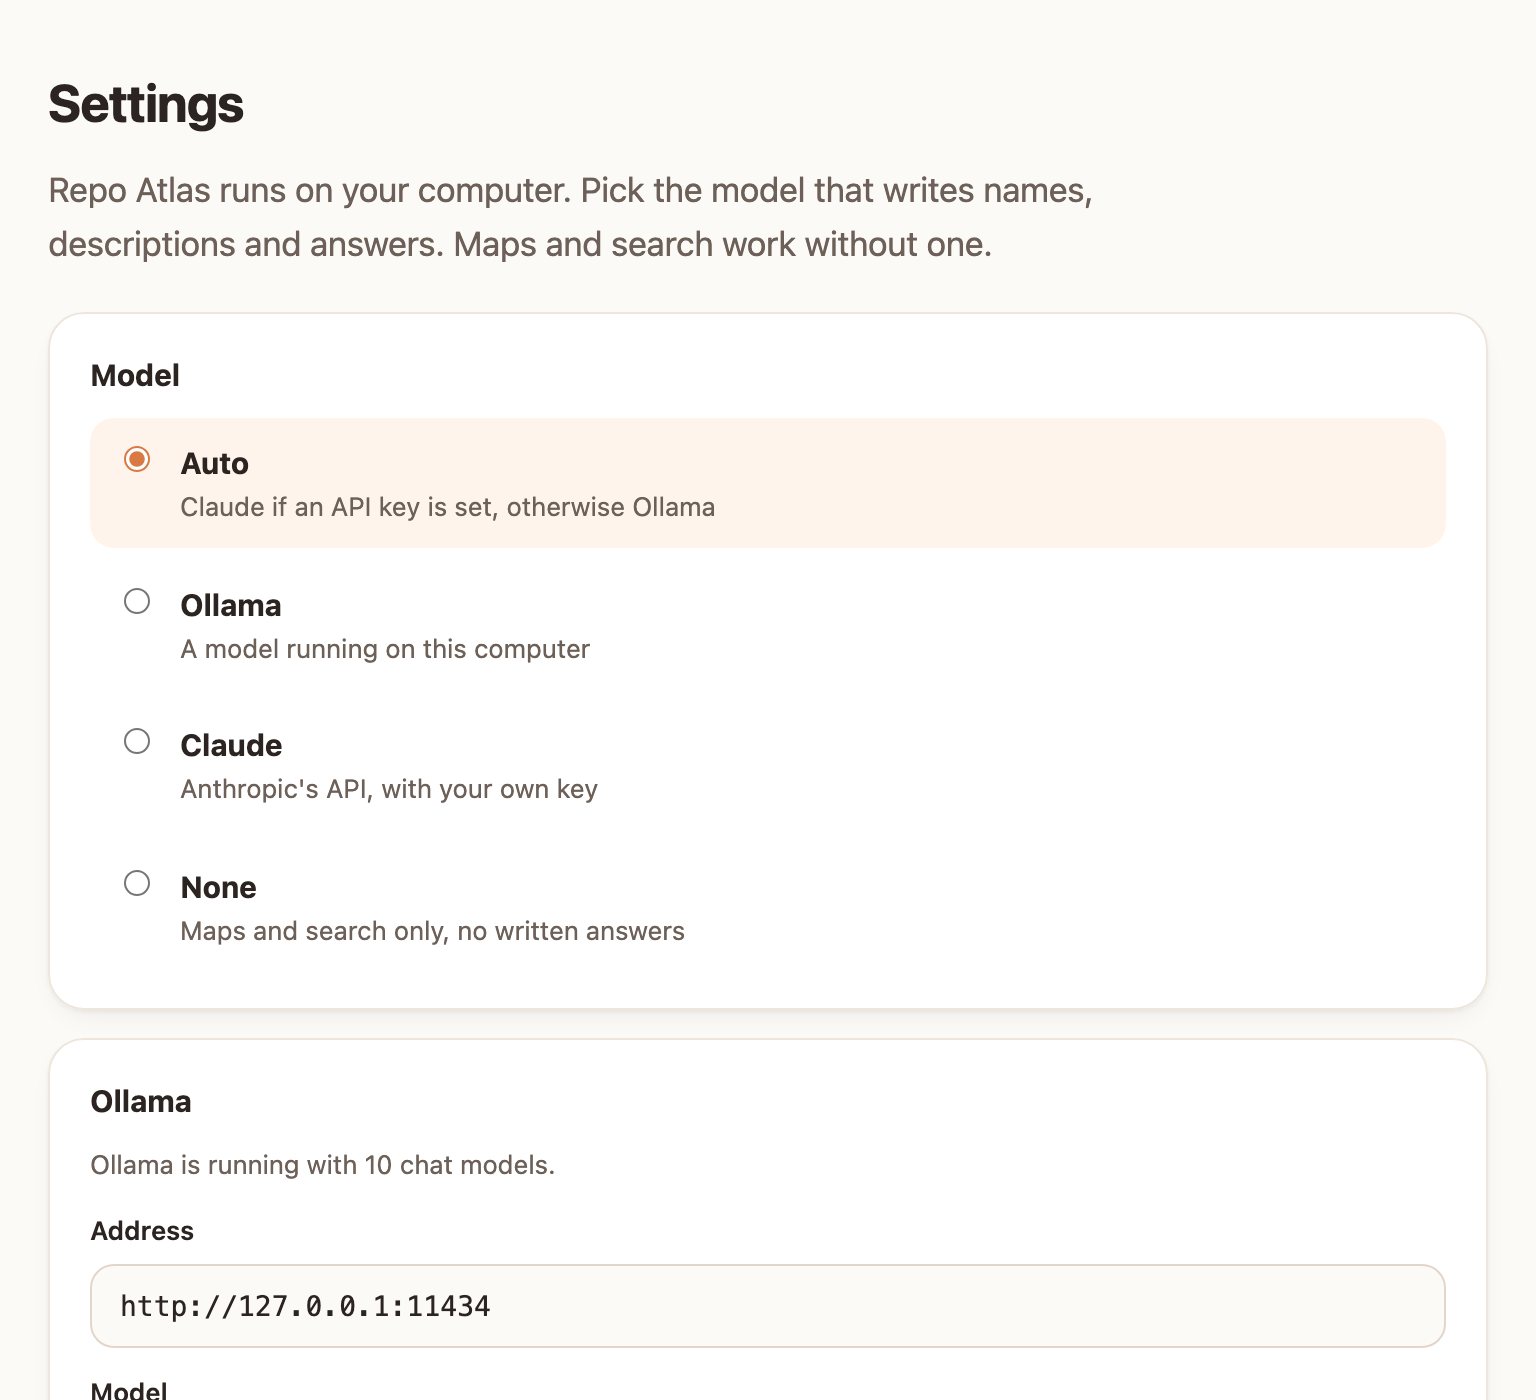 Settings
Repo Atlas runs on your computer. Pick the model that writes names,
descriptions and answers. Maps and search work without one.
Model
Auto
Claude if an API key is set, otherwise Ollama
Ollama
A model running on this computer
Claude
Anthropic's API, with your own key
None
Maps and search only, no written answers
Ollama
Ollama is running with 10 chat models.
Address
http://127.0.0.1:11434
Model